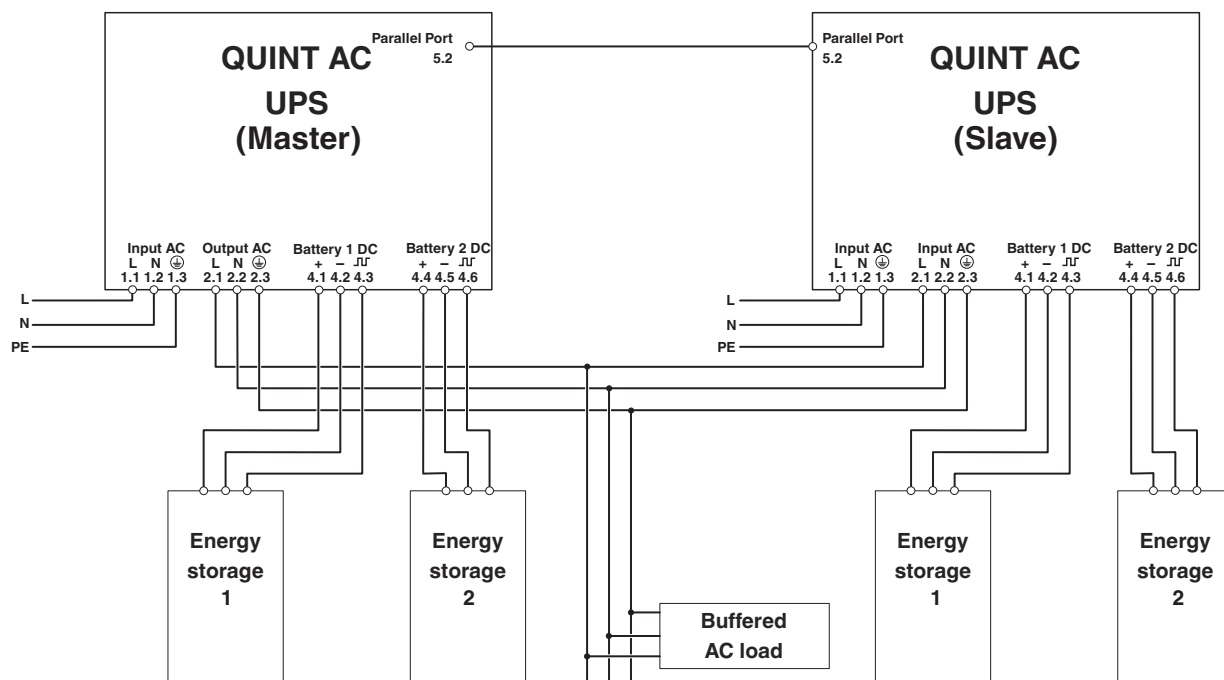 Parallel Port
5.2
QUINT AC
UPS
(Master)
Input AC
L N
1.1 1.2 1.3
Output AC
L N
2.1 2.2 2.3
Battery 1 DC
+ –
4.1 4.2 4.3
Battery 2 DC
+ –
4.4 4.5 4.6
L
N
PE
Parallel Port
5.2
QUINT AC
UPS
(Slave)
Input AC
L N
1.1 1.2 1.3
Input AC
L N
2.1 2.2 2.3
Battery 1 DC
+ –
4.1 4.2 4.3
Battery 2 DC
+ –
4.4 4.5 4.6
L
N
PE
Energy
storage
1
Energy
storage
2
Buffered
AC load
Energy
storage
1
Energy
storage
2